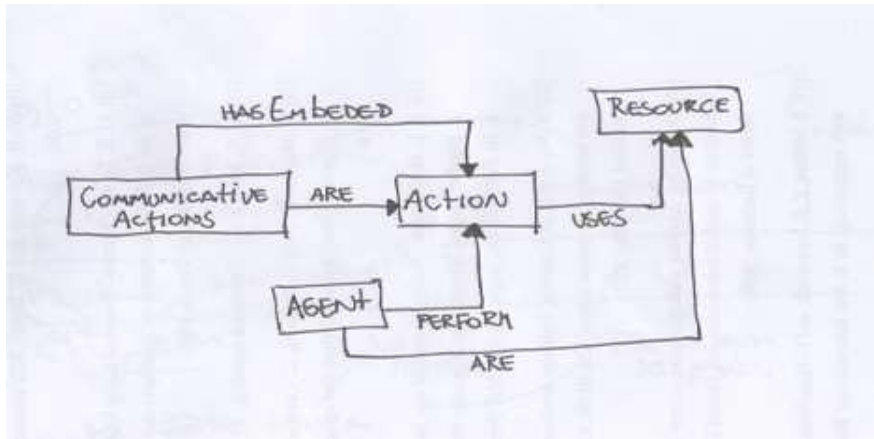 HAS EmbEDED
RESOURCE
COMMUNICATIVE
ACtIONS
ARE
ACtION
USES
AGENt
PERFORM
ARE